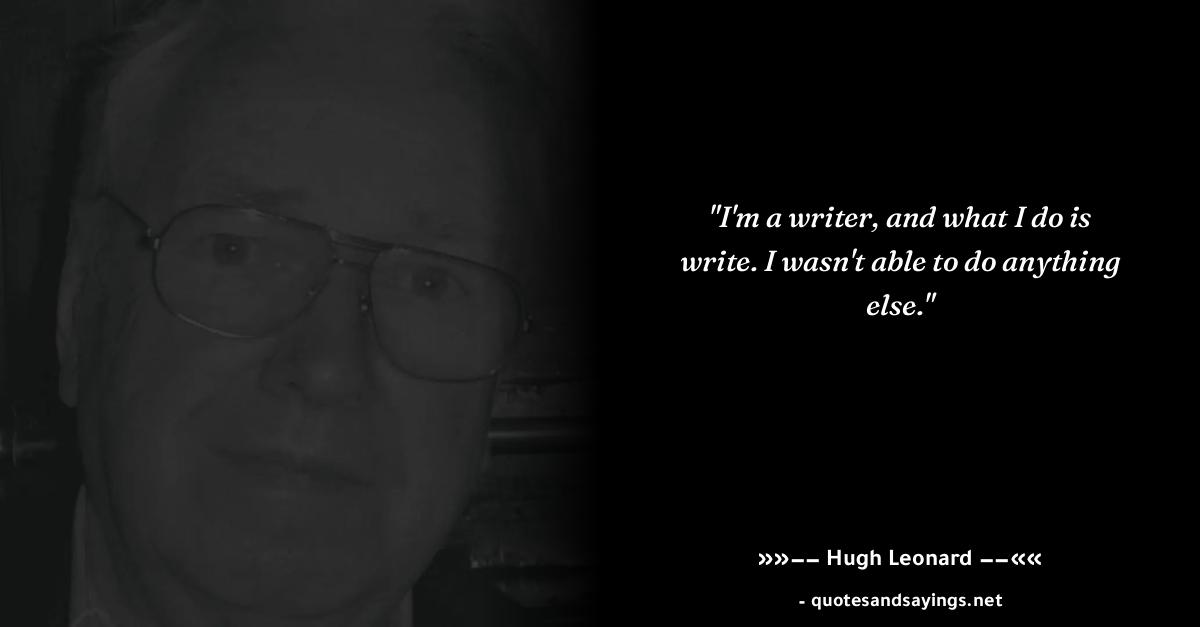 "I'm a writer, and what I do is
write. I wasn't able to do anything
else."
»»−− Hugh Leonard −−««
- quotesandsayings.net